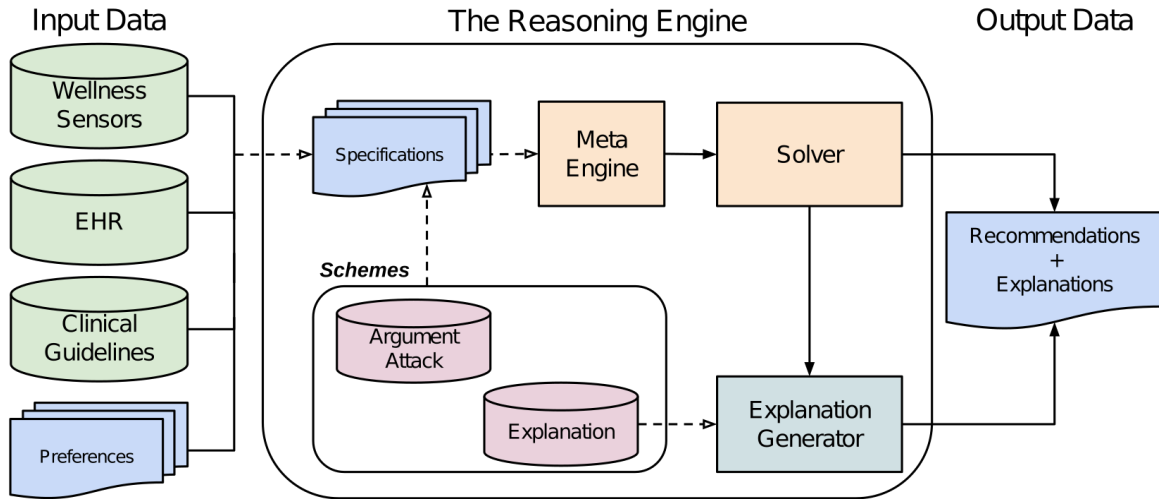 Input Data
The Reasoning Engine
Output Data
Wellness
Sensors
EHR
Clinical
Guidelines
Preferences
Specifications
Meta
Engine
Solver
Schemes
Argument
Attack
Explanation
Explanation
Generator
Recommendations
+
Explanations